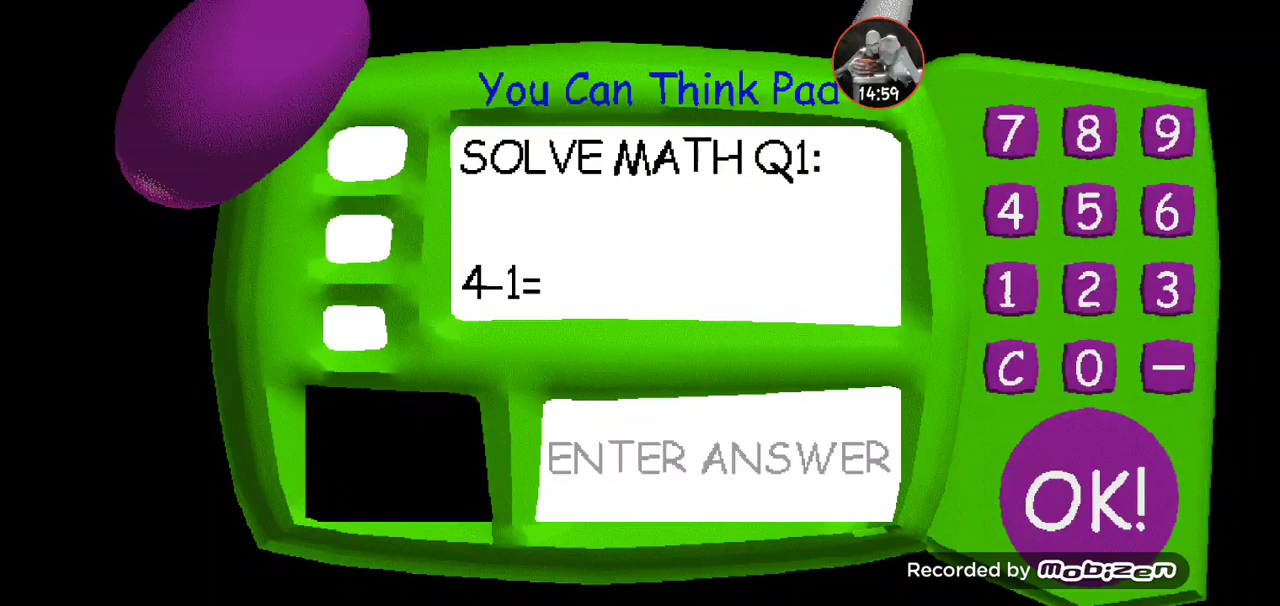 You Can Think Pad
14:59
SOLVE MATH Q1:
4-1=
ENTER ANSWER
7 8 9
4 5 6
1 2 3
C 0 -
OK!
Recorded by mobizen